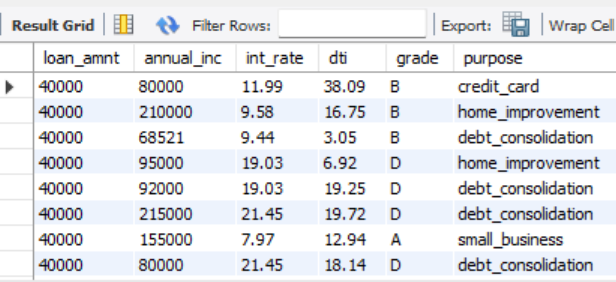 Result Grid Filter Rows: Export: Wrap Cel
loan_amnt annual_inc int_rate dti grade purpose
40000 80000 11.99 38.09 B credit_card
40000 210000 9.58 16.75 B home_improvement
40000 68521 9.44 3.05 B debt_consolidation
40000 95000 19.03 6.92 D home_improvement
40000 92000 19.03 19.25 D debt_consolidation
40000 215000 21.45 19.72 D debt_consolidation
40000 155000 7.97 12.94 A small_business
40000 80000 21.45 18.14 D debt_consolidation